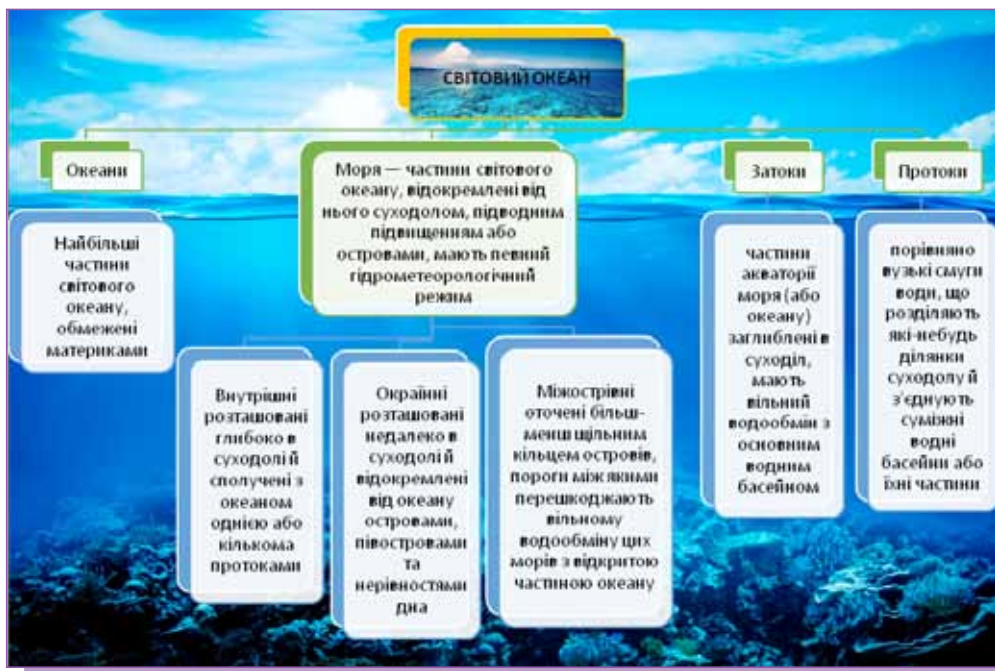 СВІТОВИЙ ОКЕАН
Океани
Найбільші
частини
світового
океану,
обмежені
материками
Моря — частини світового
океану, відокремлені від
нього суходолом, підводним
підвищенням або
островами, мають певний
гідрометеорологічний
режим
Внутрішні
розташовані
глибоко в
суходолі й
сполучені з
океаном
однією або
кількома
протоками
Окраїнні
розташовані
недалеко в
суходолі й
відокремлені
від океану
островами,
півостровами
та
нерівностями
дна
Міжострівні
оточені більш-
менш щільним
кільцем островів,
пороги між якими
перешкоджають
вільному
водообміну цих
морів з відкритою
частиною океану
Затоки
частини
акваторії
моря (або
океану)
заглиблені в
суходіл,
мають
вільний
водообмін з
основним
водним
басейном
Протоки
порівняно
вузькі смуги
води, що
розділяють
які-небудь
ділянки
суходолу й
з'єднують
суміжні
водні
басейни або
їхні частини